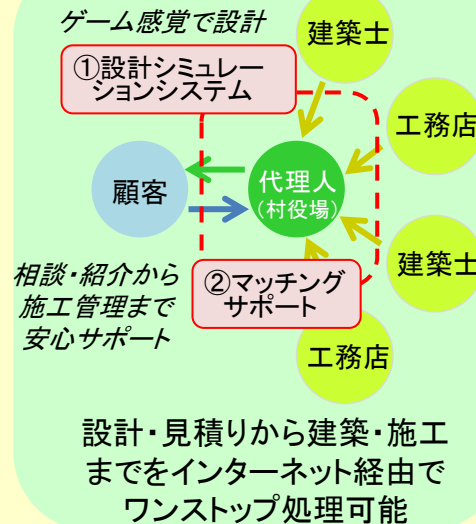 ゲーム感覚で設計
建築士
①設計シミュレー
ションシステム
工務店
顧客
代理人
(村役場)
建築士
相談・紹介から
施工管理まで
安心サポート
②マッチング
サポート
工務店
設計・見積りから建築・施工
までをインターネット経由で
ワンストップ処理可能